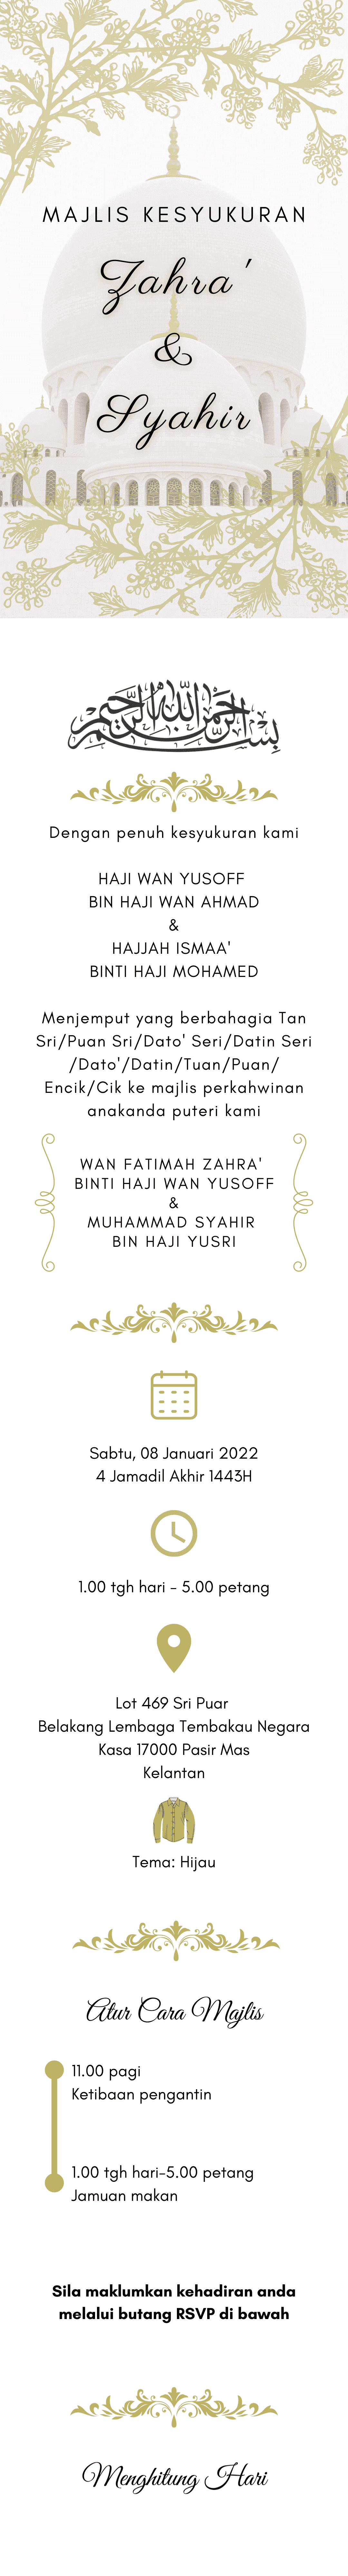 MAJLIS KESYUKURAN
Zahra'
&
Syahir
بسم الله الرحمن الرحيم
Dengan penuh kesyukuran kami
HAJI WAN YUSOFF
BIN HAJI WAN AHMAD
&
HAJJAH ISMAA'
BINTI HAJI MOHAMED
Menjemput yang berbahagia Tan
Sri/Puan Sri/Dato' Seri/Datin Seri
/Dato'/Datin/Tuan/Puan/
Encik/Cik ke majlis perkahwinan
anakanda puteri kami
WAN FATIMAH ZAHRA'
BINTI HAJI WAN YUSOFF
&
MUHAMMAD SYAHIR
BIN HAJI YUSRI
Sabtu, 08 Januari 2022
4 Jamadil Akhir 1443H
1.00 tgh hari - 5.00 petang
Lot 469 Sri Puar
Belakang Lembaga Tembakau Negara
Kasa 17000 Pasir Mas
Kelantan
Tema: Hijau
Atur Cara Majlis
11.00 pagi
Ketibaan pengantin
1.00 tgh hari-5.00 petang
Jamuan makan
Sila maklumkan kehadiran anda
melalui butang RSVP di bawah
Menghitung Hari